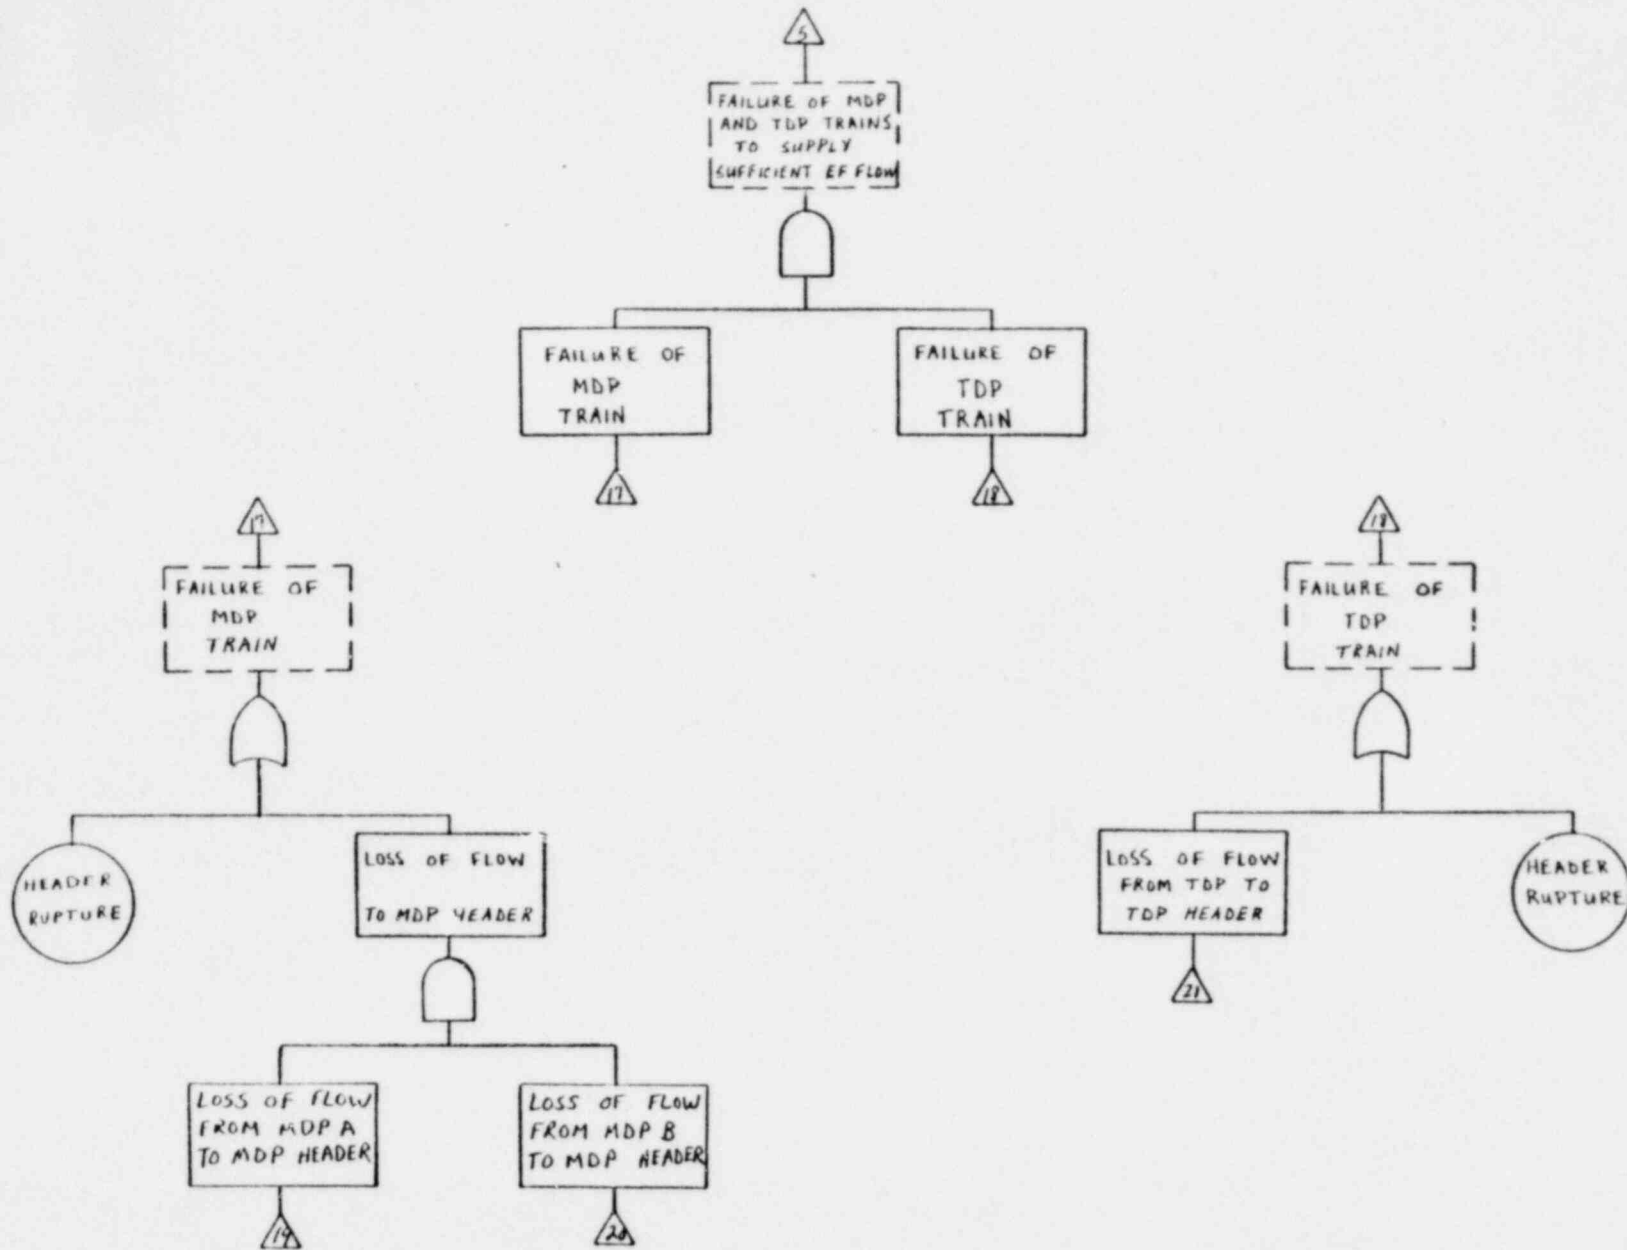 5
FAILURE OF MDP
AND TDP TRAINS
TO SUPPLY
SUFFICIENT EF FLOW
FAILURE OF
MDP
TRAIN
FAILURE OF
TDP
TRAIN
17
18
17
FAILURE OF
MDP
TRAIN
18
FAILURE OF
TDP
TRAIN
HEADER
RUPTURE
LOSS OF FLOW
TO MDP HEADER
LOSS OF FLOW
FROM TDP TO
TDP HEADER
HEADER
RUPTURE
21
LOSS OF FLOW
FROM MDP A
TO MDP HEADER
LOSS OF FLOW
FROM MDP B
TO MDP HEADER
19
20